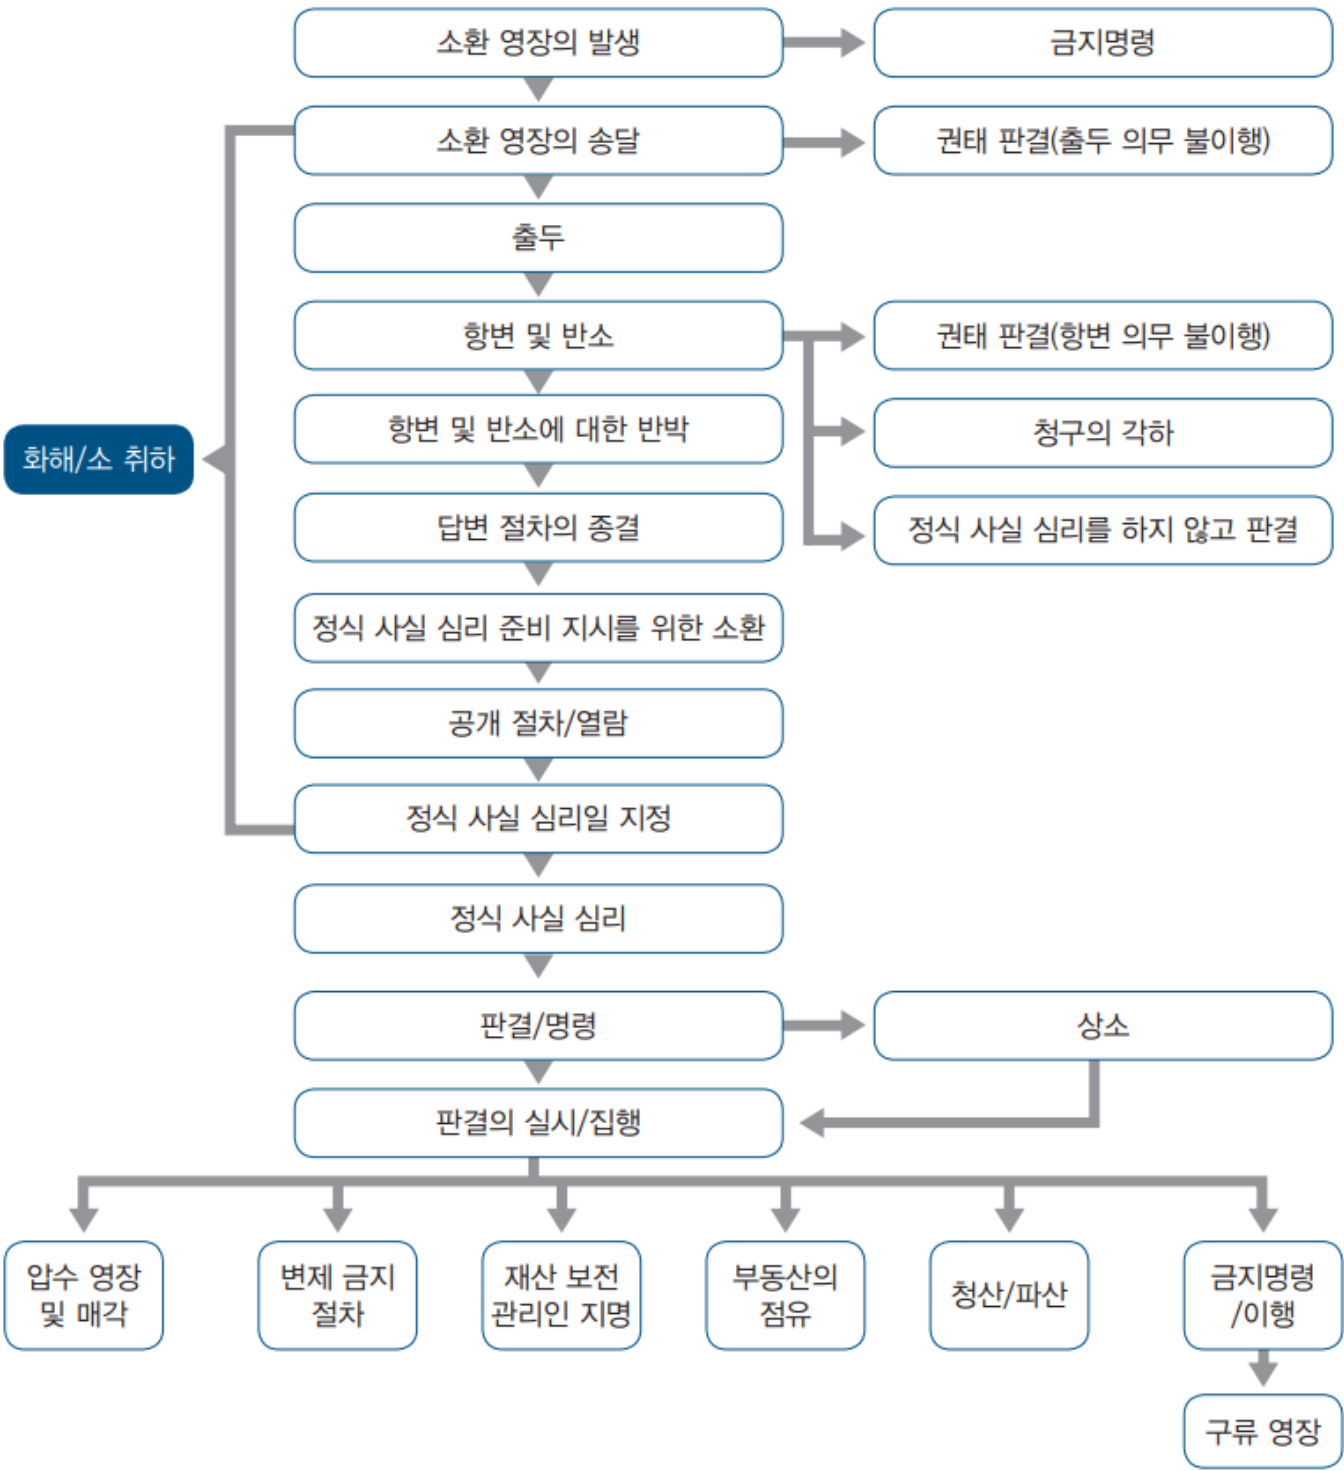 소환 영장의 발생
금지명령
소환 영장의 송달
권태 판결(출두 의무 불이행)
출두
항변 및 반소
권태 판결(항변 의무 불이행)
항변 및 반소에 대한 반박
청구의 각하
화해/소 취하
답변 절차의 종결
정식 사실 심리를 하지 않고 판결
정식 사실 심리 준비 지시를 위한 소환
공개 절차/열람
정식 사실 심리일 지정
정식 사실 심리
판결/명령
상소
판결의 실시/집행
압수 영장
및 매각
변제 금지
절차
재산 보전
관리인 지명
부동산의
점유
청산/파산
금지명령
/이행
구류 영장